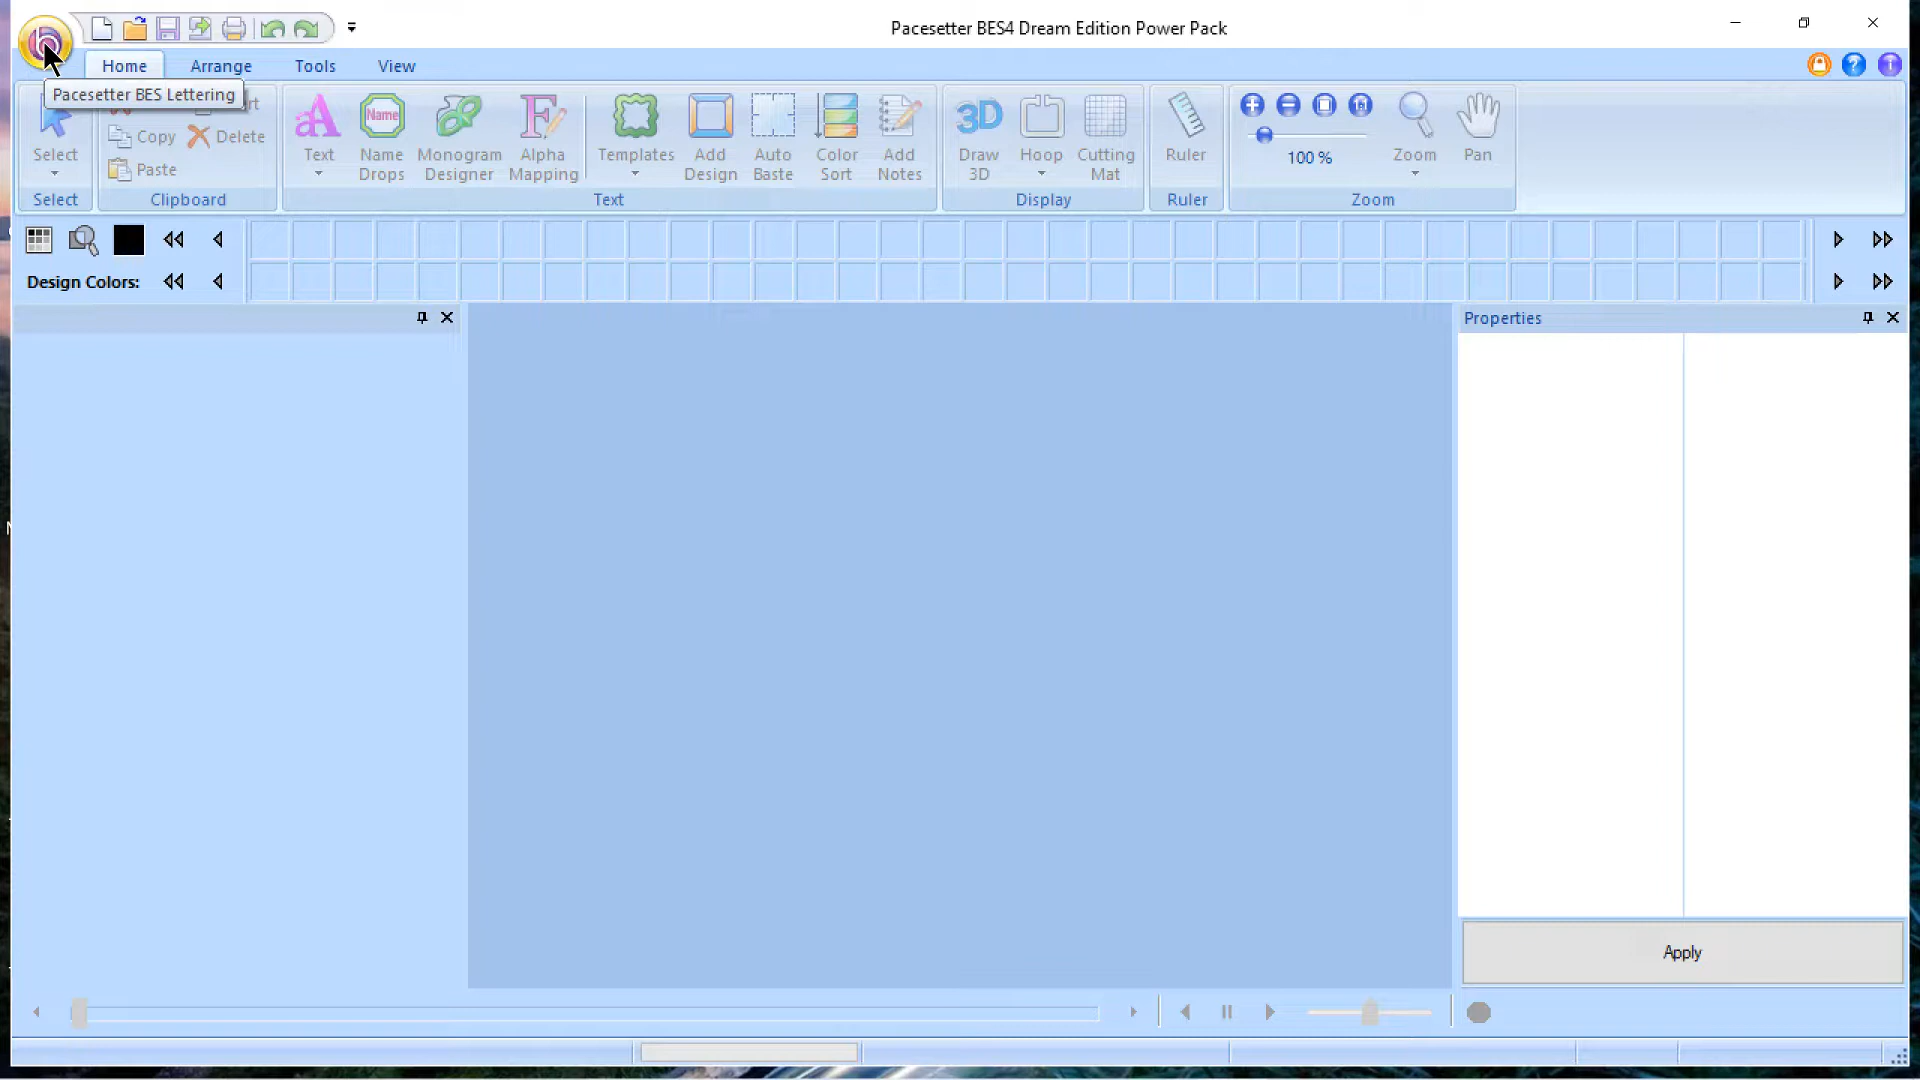 Pacesetter BES4 Dream Edition Power Pack
Home Arrange Tools View
Pacesetter BES Lettering
Copy Delete
Paste
Select
Text
Name Drops
Name
Monogram Designer
Alpha Mapping
Templates
Add Design
Auto Baste
Color Sort
Add Notes
3D
Draw 3D
Hoop
Cutting Mat
Ruler
100 %
Zoom
Pan
Select Clipboard Text Display Ruler Zoom
Design Colors:
Properties
Apply